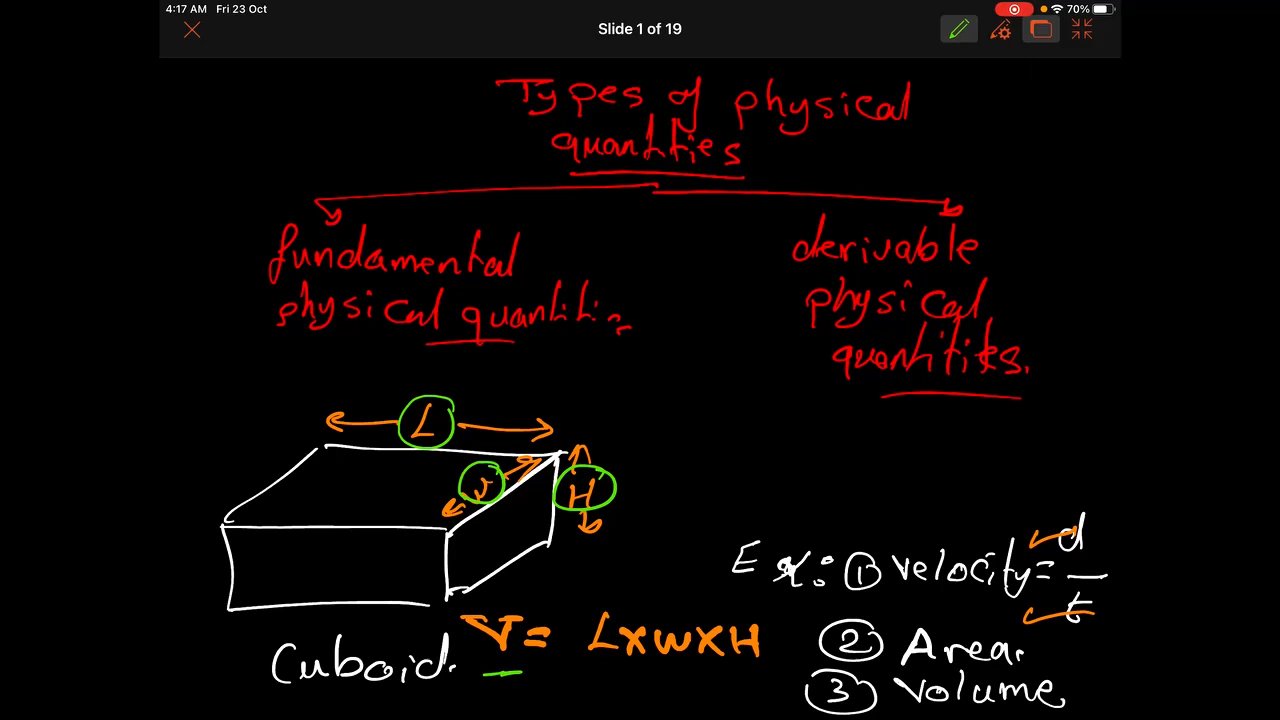 4:17 AM Fri 23 Oct
70%
Slide 1 of 19
Types of physical
quantities
fundamental
physical quantities
derivable
physical
quantities.
L
W
H
Ex: ① velocity = d
t
② Area.
③ Volume
Cuboid.
V = L x W x H